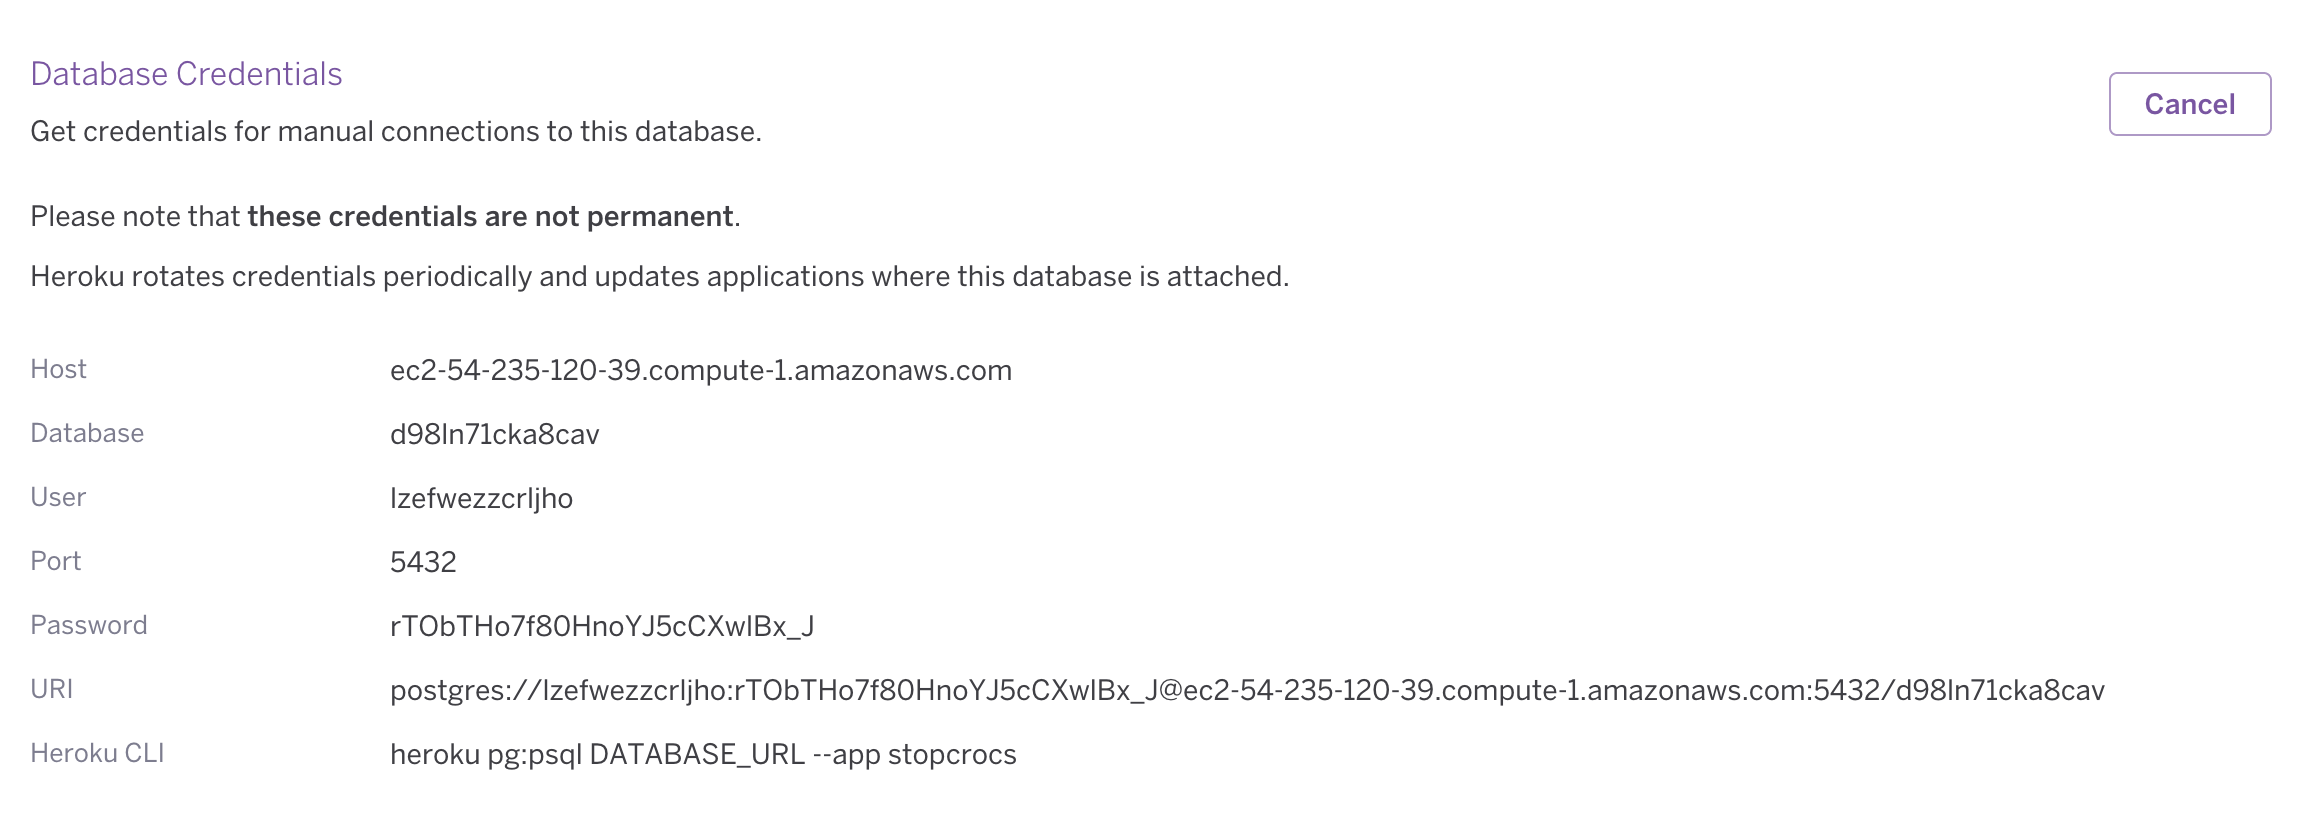 Database Credentials
Cancel
Get credentials for manual connections to this database.
Please note that these credentials are not permanent.
Heroku rotates credentials periodically and updates applications where this database is attached.
Host ec2-54-235-120-39.compute-1.amazonaws.com
Database d98ln71cka8cav
User lzefwezzcrljho
Port 5432
Password rTObTHo7f80HnoYJ5cCXwlBx_J
URI postgres://lzefwezzcrljho:rTObTHo7f80HnoYJ5cCXwlBx_J@ec2-54-235-120-39.compute-1.amazonaws.com:5432/d98ln71cka8cav
Heroku CLI heroku pg:psql DATABASE_URL --app stopcrocs